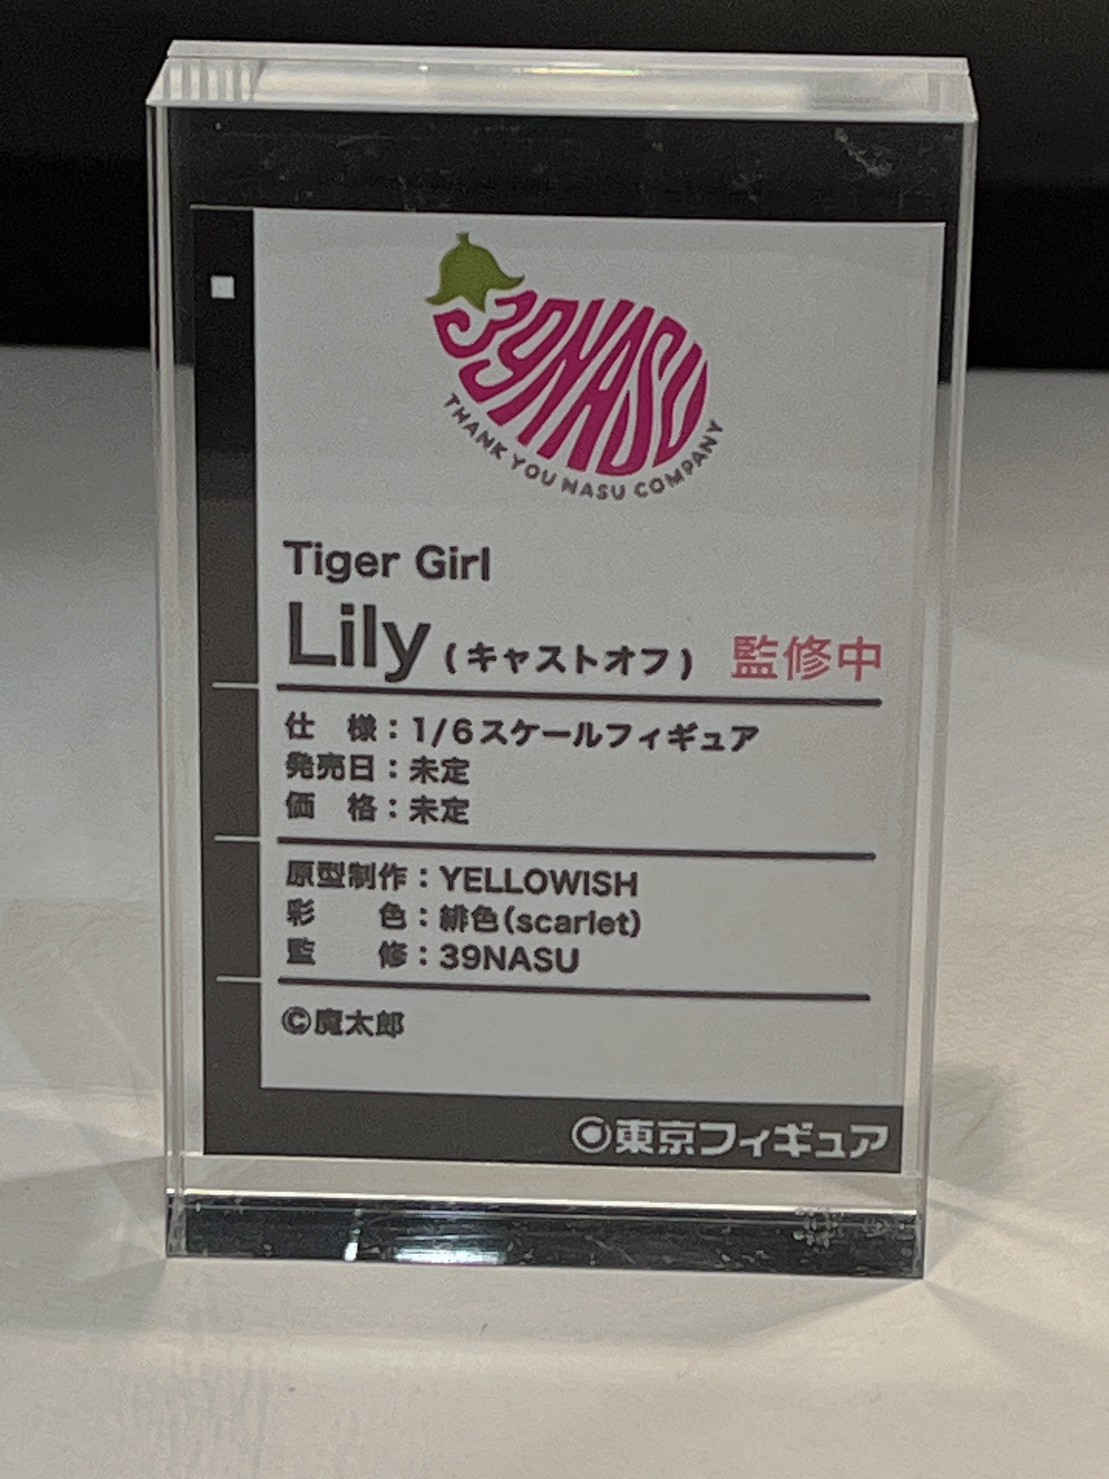 39NASU
THANK YOU NASU COMPANY
Tiger Girl
Lily (キャストオフ) 監修中
仕　様：1/6スケールフィギュア
発売日：未定
価　格：未定
原型制作：YELLOWISH
彩　　色：緋色(scarlet)
監　　修：39NASU
©魔太郎
東京フィギュア